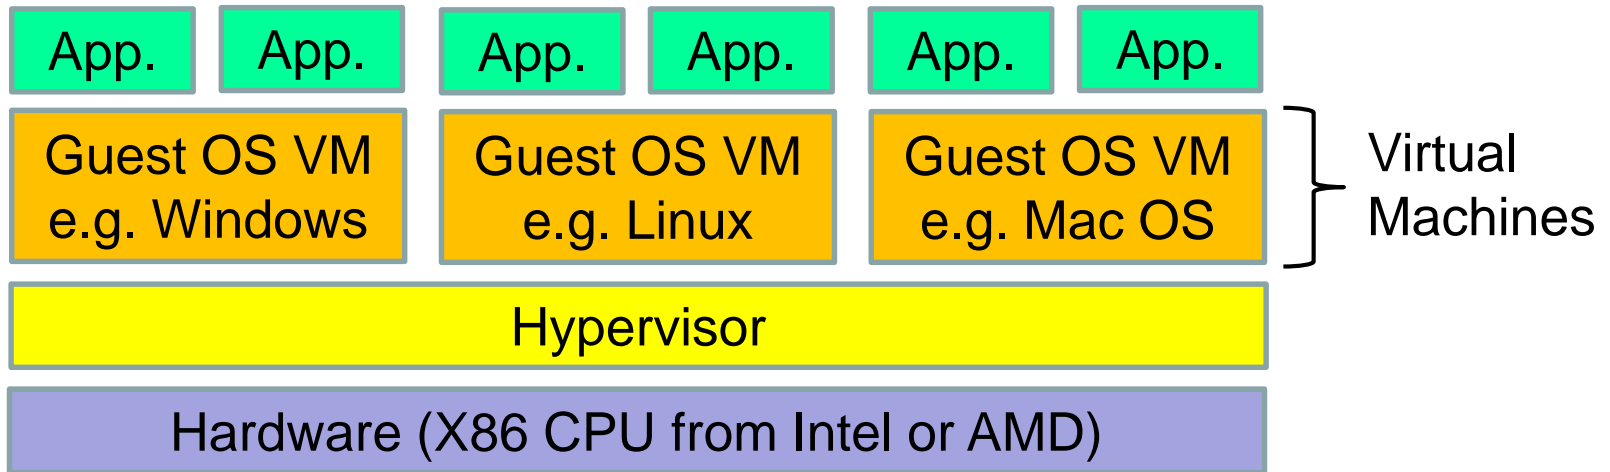 App.
App.
App.
App.
App.
App.
Guest OS VM
e.g. Windows
Guest OS VM
e.g. Linux
Guest OS VM
e.g. Mac OS
Virtual
Machines
Hypervisor
Hardware (X86 CPU from Intel or AMD)